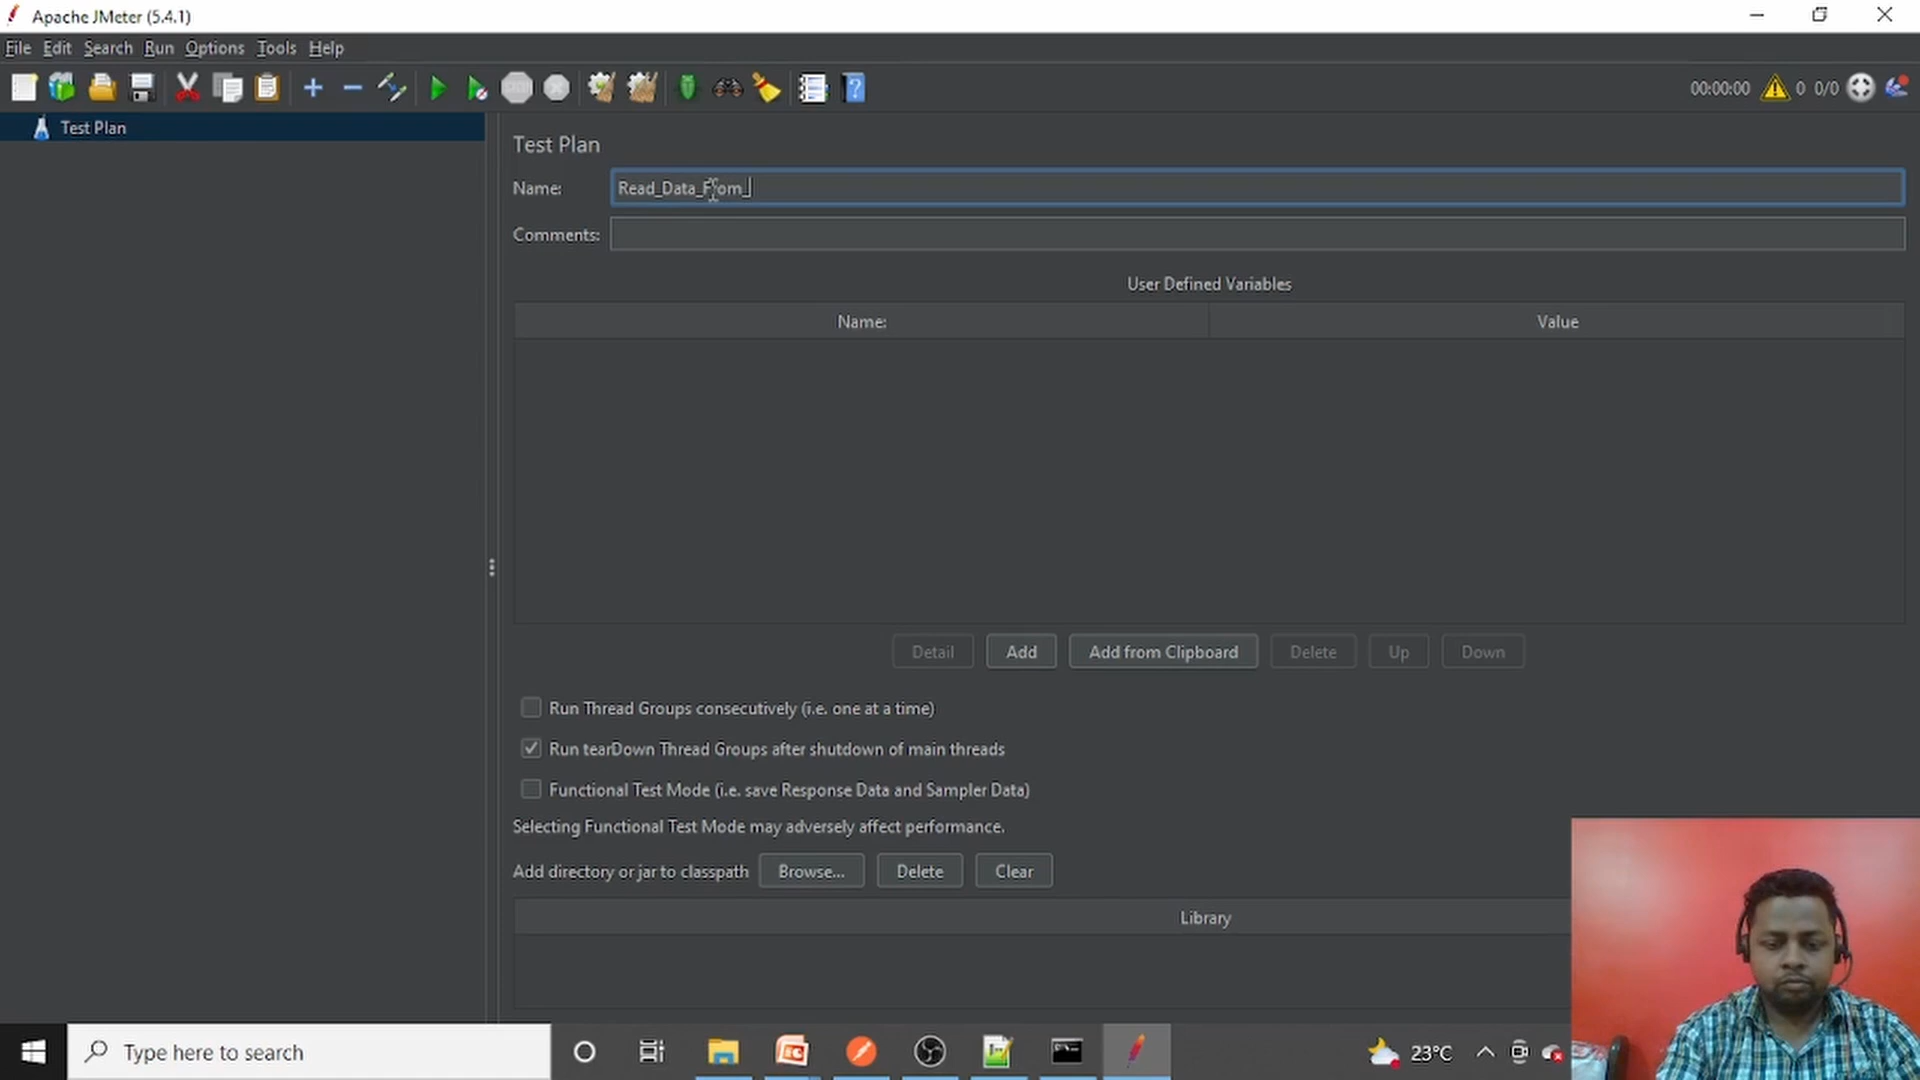 Apache JMeter (5.4.1)
File Edit Search Run Options Tools Help
00:00:00 0 0/0
Test Plan
Test Plan
Name: Read_Data_From_
Comments:
User Defined Variables
Name: Value
Detail Add Add from Clipboard Delete Up Down
Run Thread Groups consecutively (i.e. one at a time)
Run tearDown Thread Groups after shutdown of main threads
Functional Test Mode (i.e. save Response Data and Sampler Data)
Selecting Functional Test Mode may adversely affect performance.
Add directory or jar to classpath Browse... Delete Clear
Library
Type here to search
23°C